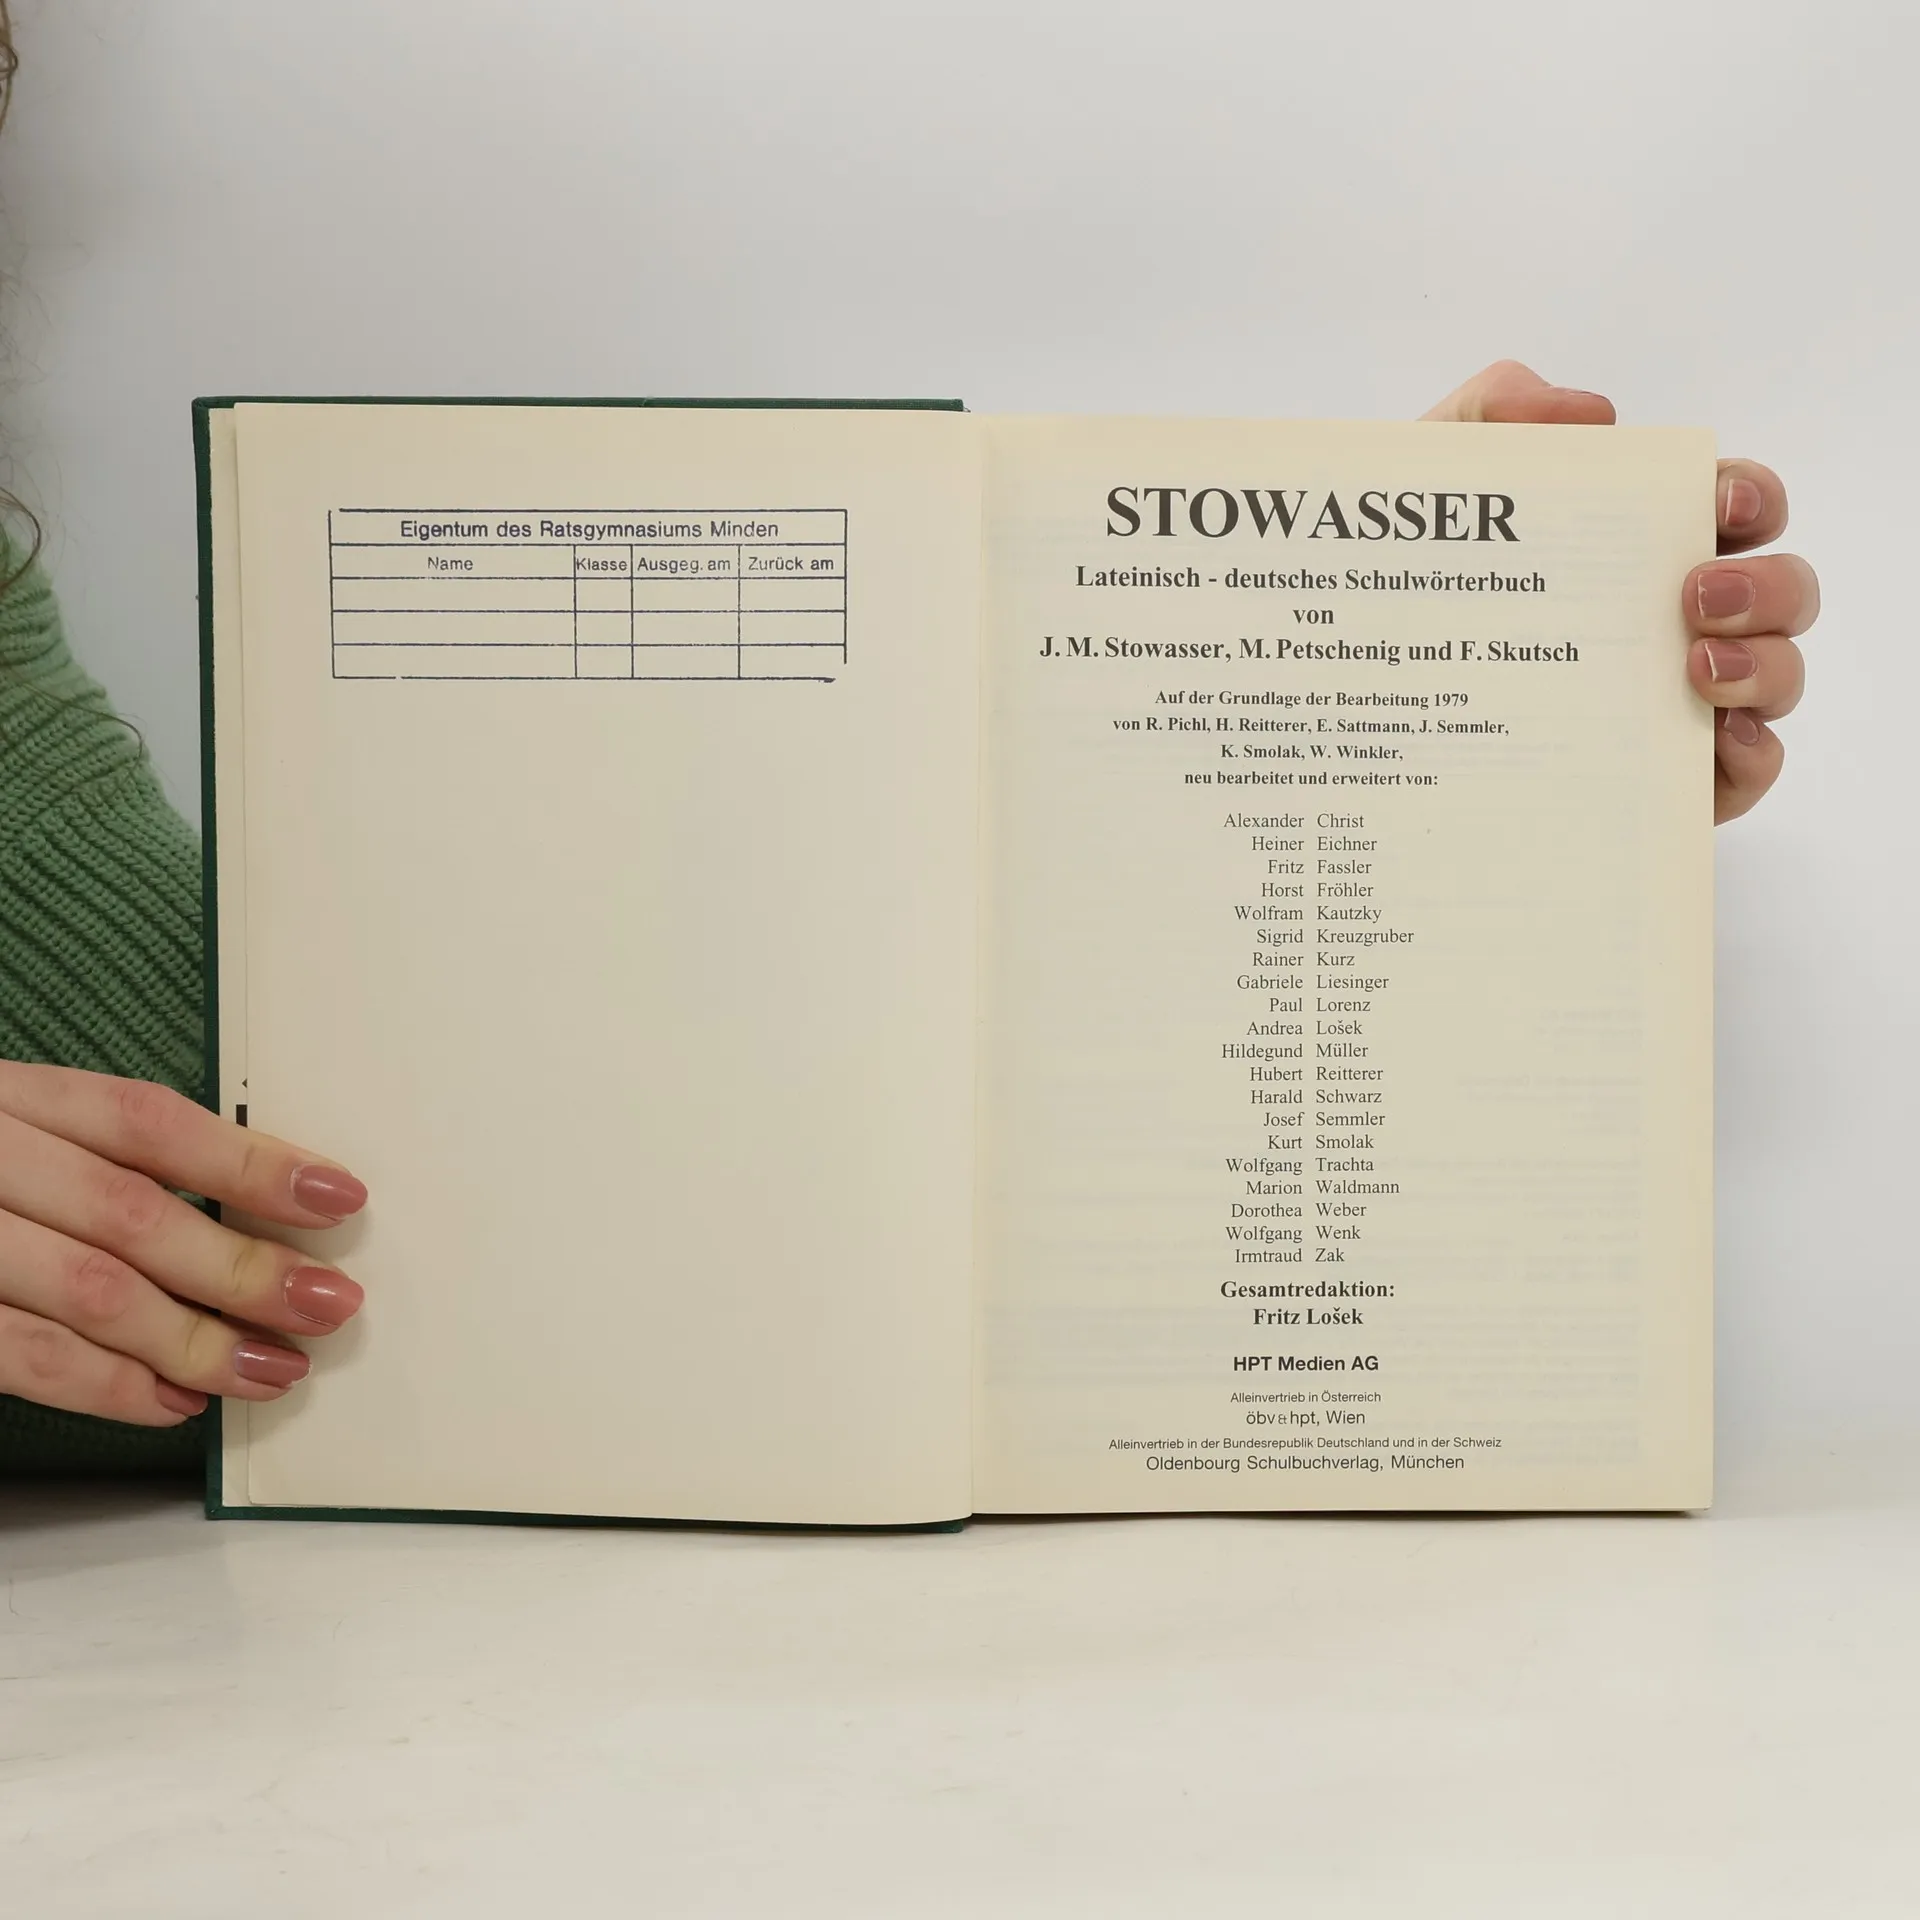 Eigentum des Ratsgymnasiums Minden
Name Klasse Ausgeg. am Zurück am
STOWASSER
Lateinisch - deutsches Schulwörterbuch
von
J. M. Stowasser, M. Petschenig und F. Skutsch
Auf der Grundlage der Bearbeitung 1979
von R. Pichl, H. Reitterer, E. Sattmann, J. Semmler,
K. Smolak, W. Winkler,
neu bearbeitet und erweitert von:
Alexander Christ
Heiner Eichner
Fritz Fassler
Horst Fröhler
Wolfram Kautzky
Sigrid Kreuzgruber
Rainer Kurz
Gabriele Liesinger
Paul Lorenz
Andrea Lošek
Hildegund Müller
Hubert Reitterer
Harald Schwarz
Josef Semmler
Kurt Smolak
Wolfgang Trachta
Marion Waldmann
Dorothea Weber
Wolfgang Wenk
Irmtraud Zak
Gesamtredaktion:
Fritz Lošek
HPT Medien AG
Alleinvertrieb in Österreich
öbv & hpt, Wien
Alleinvertrieb in der Bundesrepublik Deutschland und in der Schweiz
Oldenbourg Schulbuchverlag, München